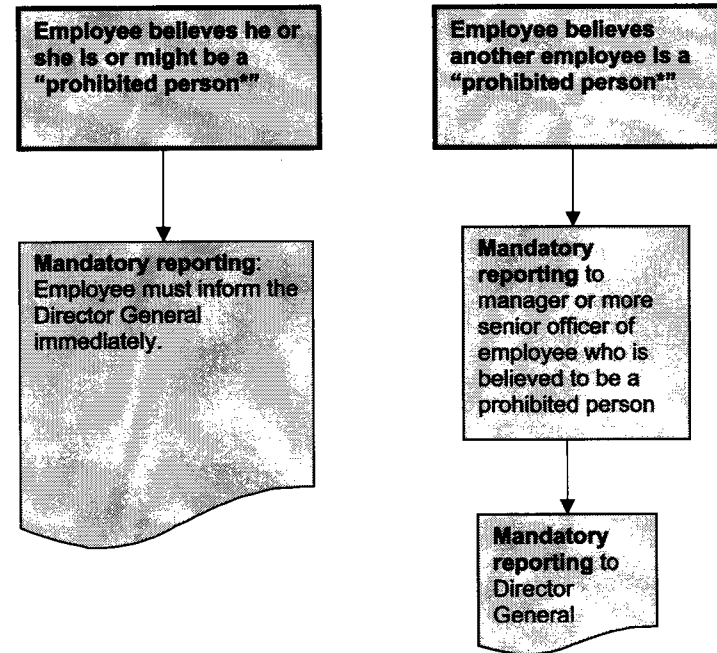 Employee believes he or
she is or might be a
“prohibited person*”
Mandatory reporting:
Employee must inform the
Director General
immediately.
Employee believes
another employee is a
“prohibited person*”
Mandatory
reporting to
manager or more
senior officer of
employee who is
believed to be a
prohibited person
Mandatory
reporting to
Director
General